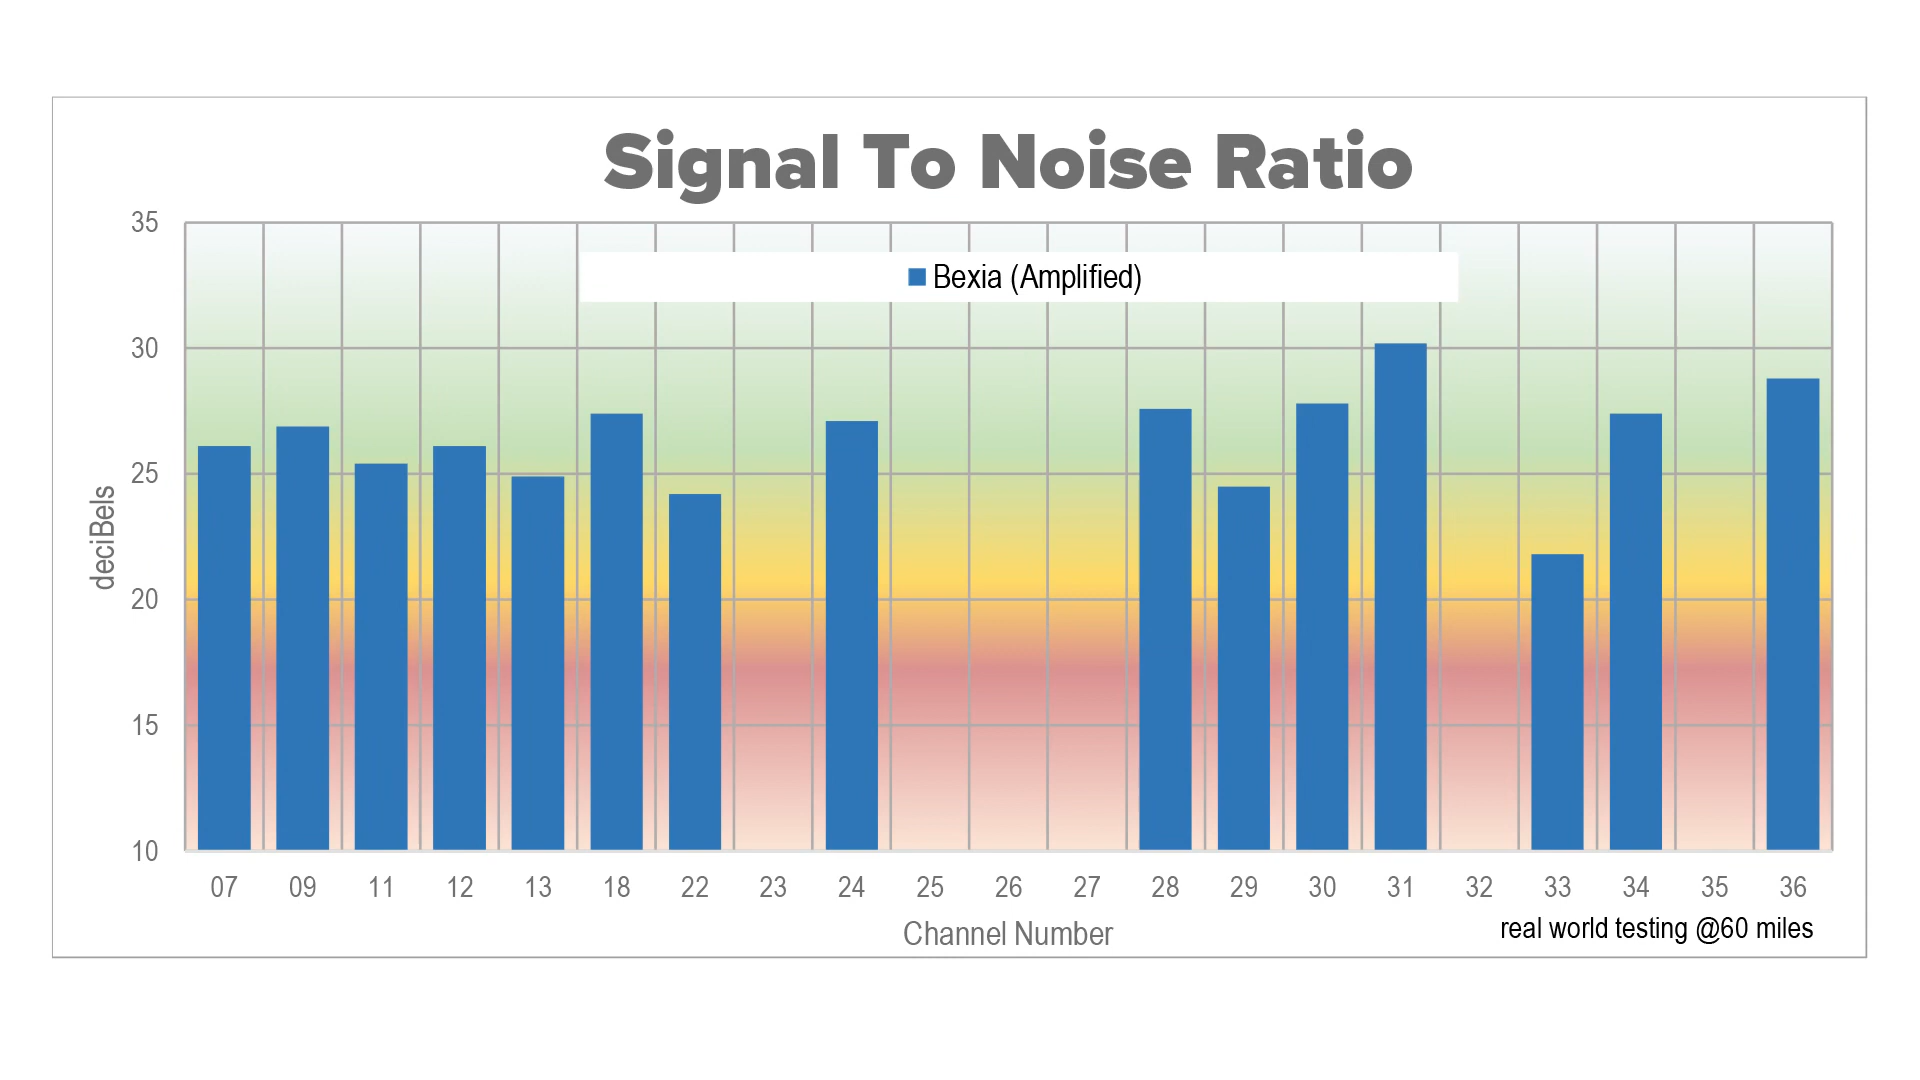 Signal To Noise Ratio
Bexia (Amplified)
35
30
25
20
15
10
deciBels
07 09 11 12 13 18 22 23 24 25 26 27 28 29 30 31 32 33 34 35 36
Channel Number
real world testing @60 miles